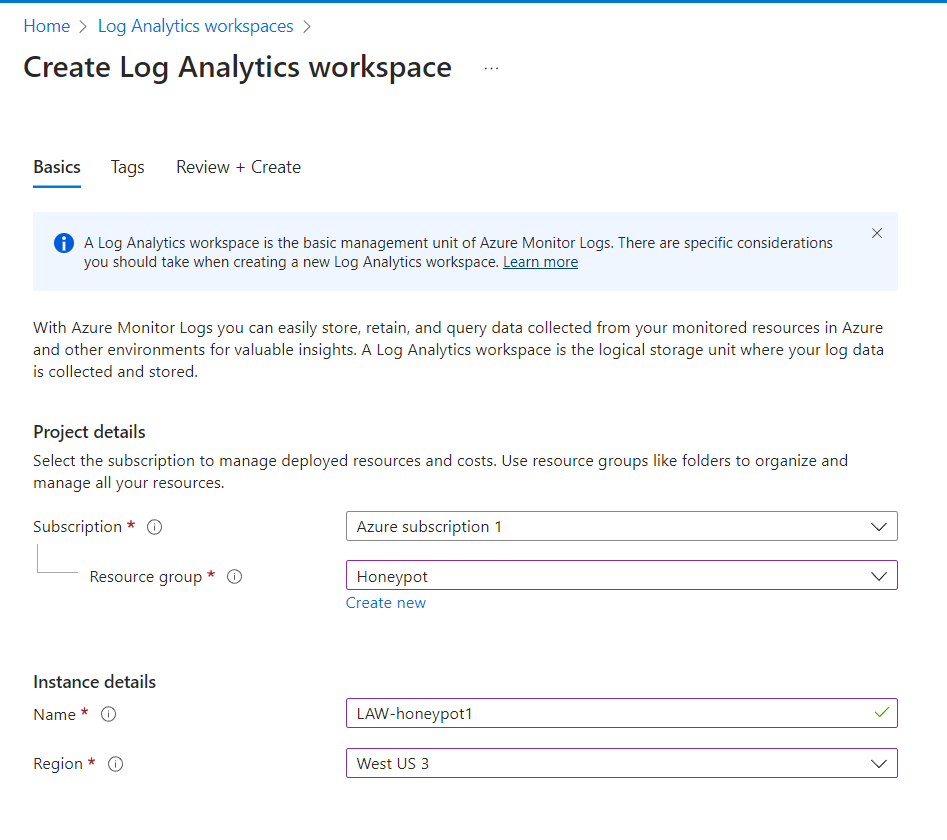 Home > Log Analytics workspaces >
Create Log Analytics workspace ...
Basics Tags Review + Create
A Log Analytics workspace is the basic management unit of Azure Monitor Logs. There are specific considerations
you should take when creating a new Log Analytics workspace. Learn more
With Azure Monitor Logs you can easily store, retain, and query data collected from your monitored resources in Azure
and other environments for valuable insights. A Log Analytics workspace is the logical storage unit where your log data
is collected and stored.
Project details
Select the subscription to manage deployed resources and costs. Use resource groups like folders to organize and
manage all your resources.
Subscription * Azure subscription 1
Resource group * Honeypot
Create new
Instance details
Name * LAW-honeypot1
Region * West US 3